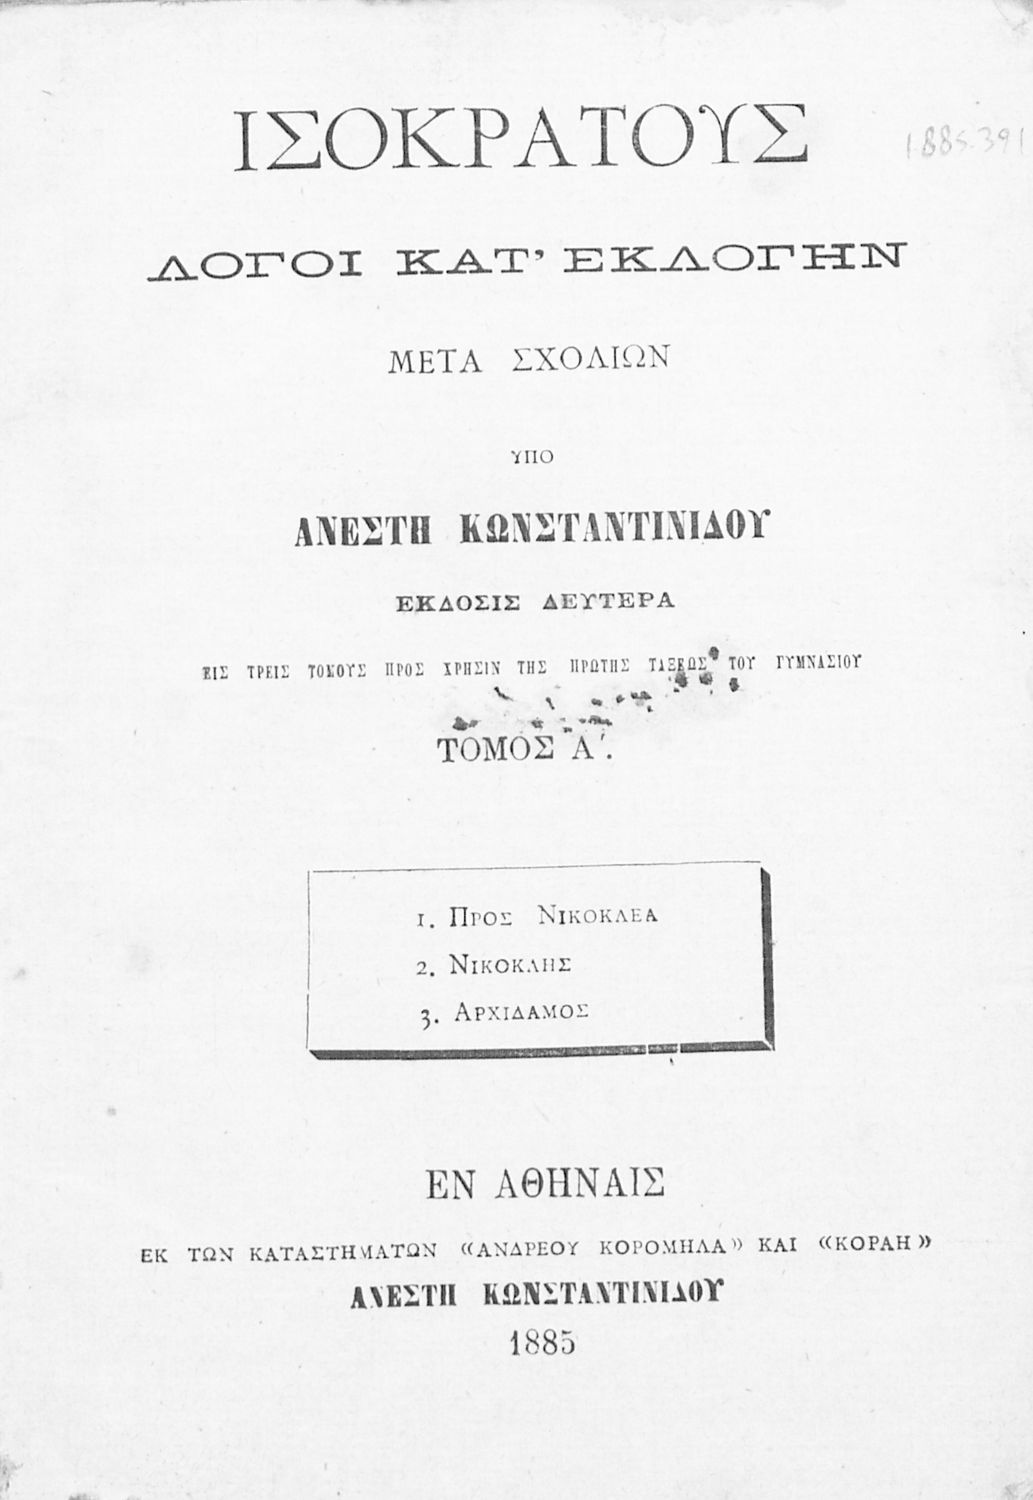 ΙΣΟΚΡΑΤΟΥΣ
1885.391
ΛΟΓΟΙ ΚΑΤ’ ΕΚΛΟΓΗΝ
ΜΕΤΑ ΣΧΟΛΙΩΝ
ΥΠΟ
ΑΝΕΣΤΗ ΚΩΝΣΤΑΝΤΙΝΙΔΟΥ
ΕΚΔΟΣΙΣ ΔΕΥΤΕΡΑ
ΕΙΣ ΤΡΕΙΣ ΤΟΜΟΥΣ ΠΡΟΣ ΧΡΗΣΙΝ ΤΗΣ ΠΡΩΤΗΣ ΤΑΞΕΩΣ ΤΟΥ ΓΥΜΝΑΣΙΟΥ
ΤΟΜΟΣ Α΄.
1. ΠΡΟΣ ΝΙΚΟΚΛΕΑ
2. ΝΙΚΟΚΛΗΣ
3. ΑΡΧΙΔΑΜΟΣ
ΕΝ ΑΘΗΝΑΙΣ
ΕΚ ΤΩΝ ΚΑΤΑΣΤΗΜΑΤΩΝ «ΑΝΔΡΕΟΥ ΚΟΡΟΜΗΛΑ» ΚΑΙ «ΚΟΡΑΗ»
ΑΝΕΣΤΗ ΚΩΝΣΤΑΝΤΙΝΙΔΟΥ
1885